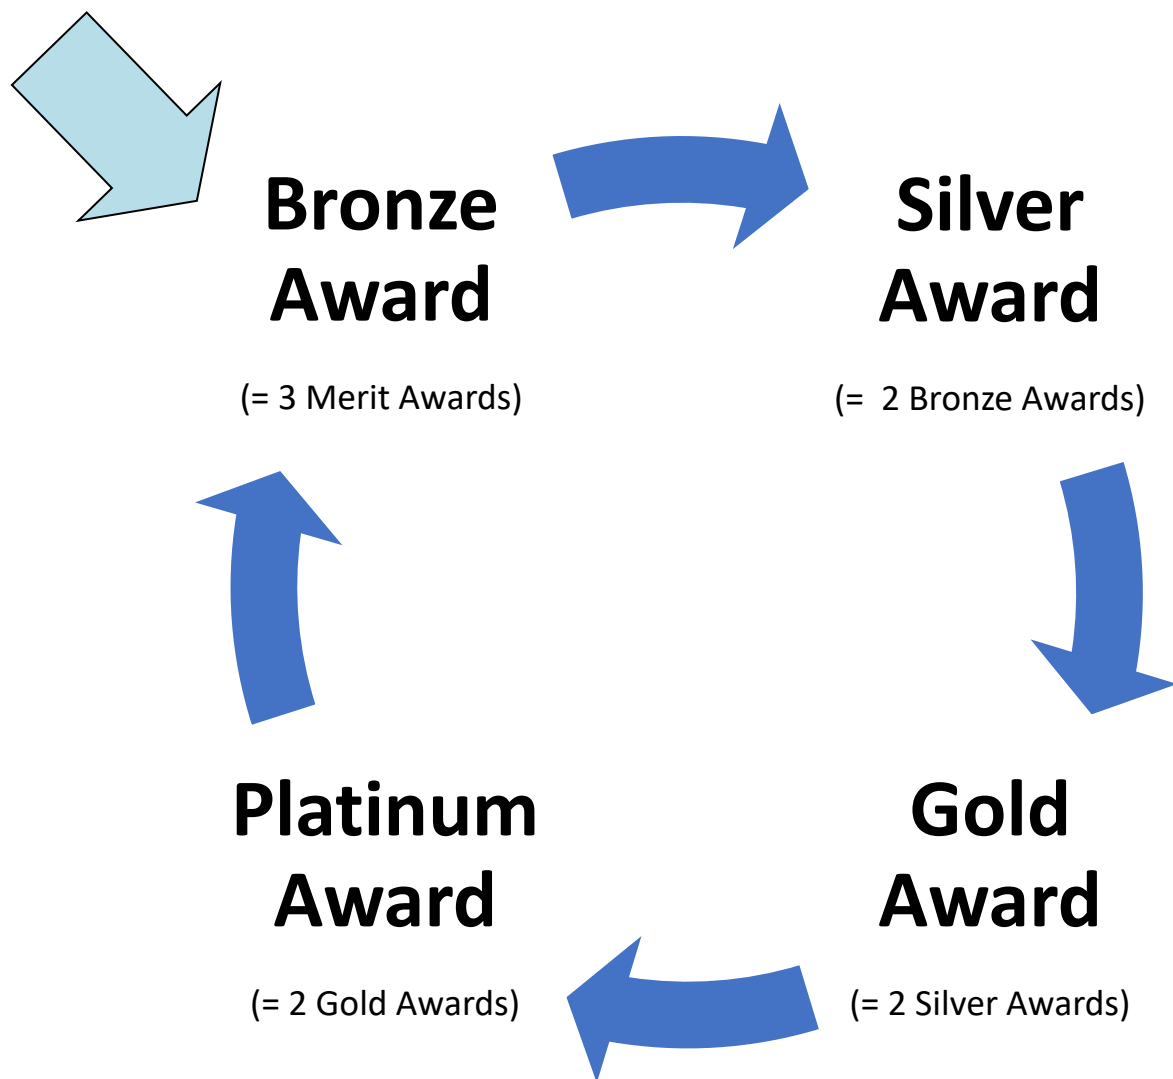 Bronze
Award
(= 3 Merit Awards)
Silver
Award
(=  2 Bronze Awards)
Gold
Award
(= 2 Silver Awards)
Platinum
Award
(= 2 Gold Awards)